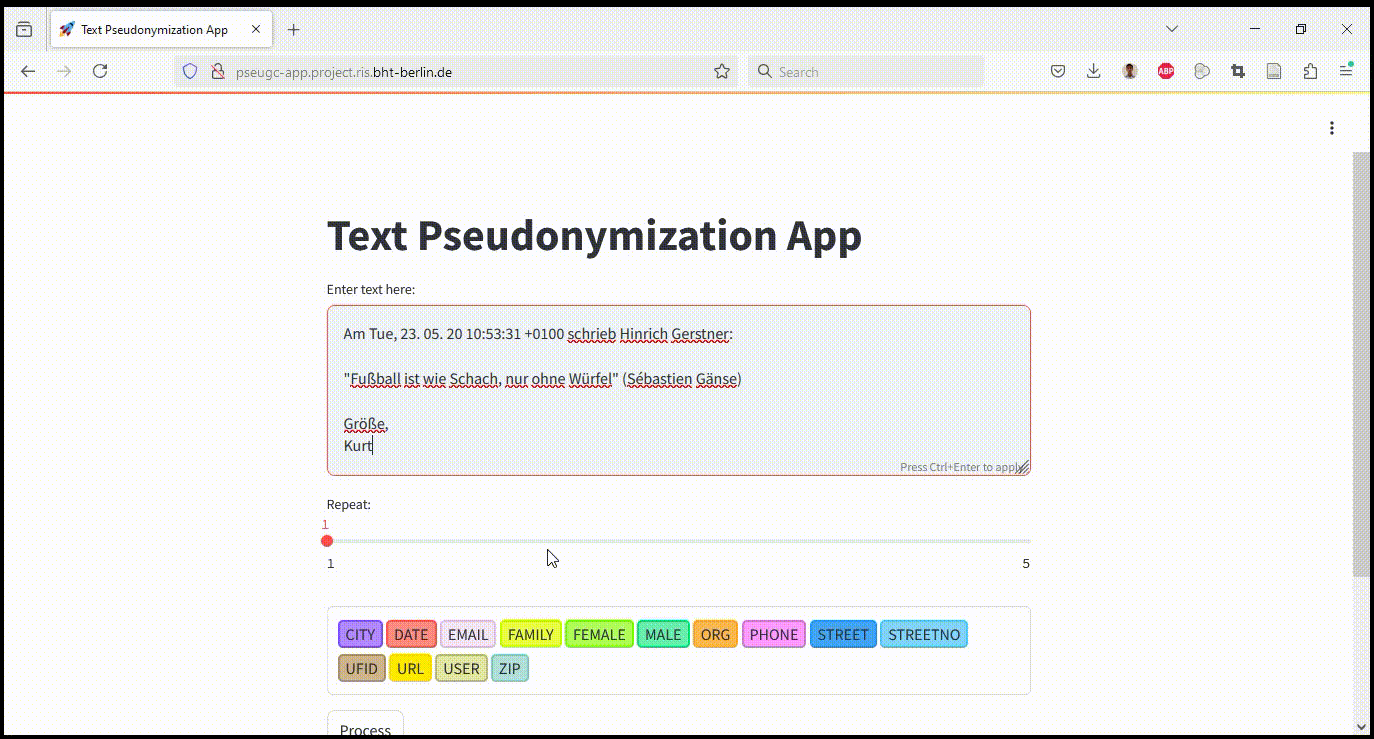 Text Pseudonymization App
pseugc-app.project.ris.bht-berlin.de
Search
ABP
Text Pseudonymization App
Enter text here:
Am Tue, 23. 05. 20 10:53:31 +0100 schrieb Hinrich Gerstner:
"Fußball ist wie Schach, nur ohne Würfel" (Sébastien Gänse)
Größe,
Kurt
Press Ctrl+Enter to apply
Repeat:
1
1 5
CITY DATE EMAIL FAMILY FEMALE MALE ORG PHONE STREET STREETNO
UFID URL USER ZIP
Process